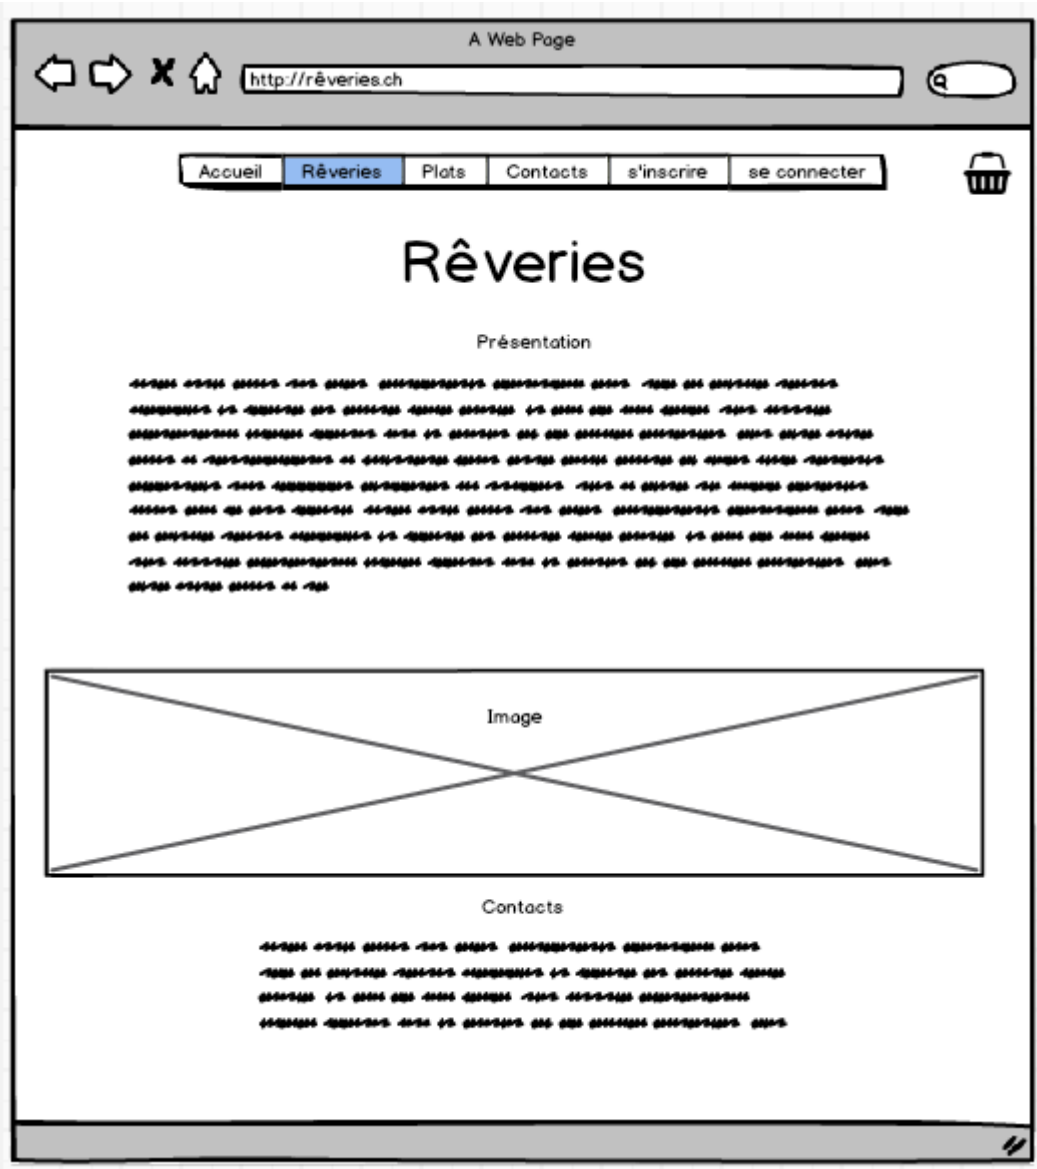 A Web Page
http://rêveries.ch
Accueil Rêveries Plats Contacts s'inscrire se connecter
Rêveries
Présentation
Image
Contacts